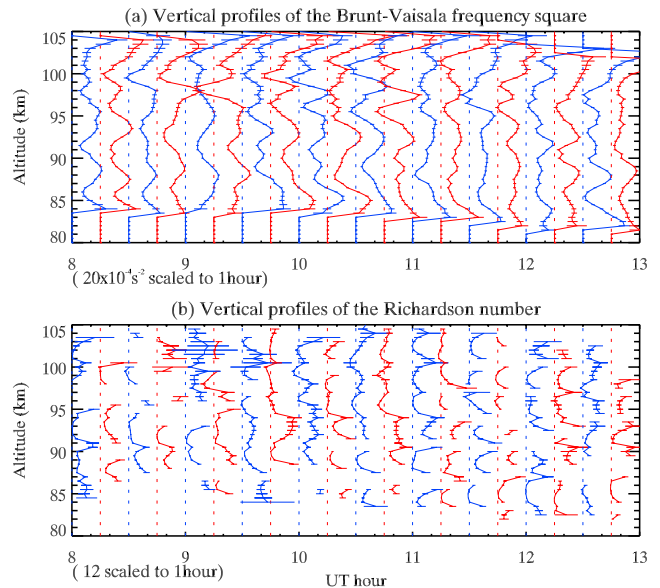 (a) Vertical profiles of the Brunt-Vaisala frequency square
105
100
95
90
85
80
Altitude (km)
8 9 10 11 12 13
( 20x10⁻⁴s⁻² scaled to 1hour)
(b) Vertical profiles of the Richardson number
105
100
95
90
85
80
Altitude (km)
8 9 10 11 12 13
( 12 scaled to 1hour)
UT hour